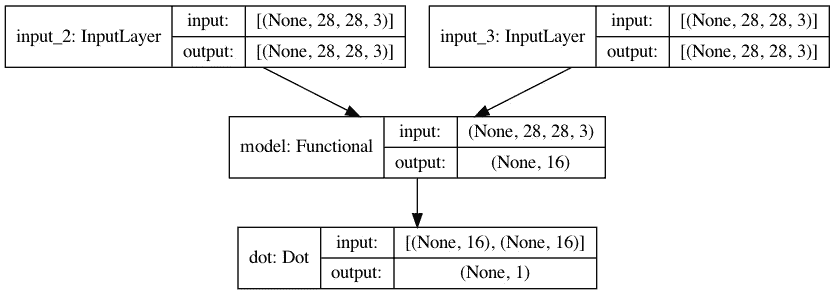 input_2: InputLayer
input: [(None, 28, 28, 3)]
output: [(None, 28, 28, 3)]
input_3: InputLayer
input: [(None, 28, 28, 3)]
output: [(None, 28, 28, 3)]
model: Functional
input: (None, 28, 28, 3)
output: (None, 16)
dot: Dot
input: [(None, 16), (None, 16)]
output: (None, 1)